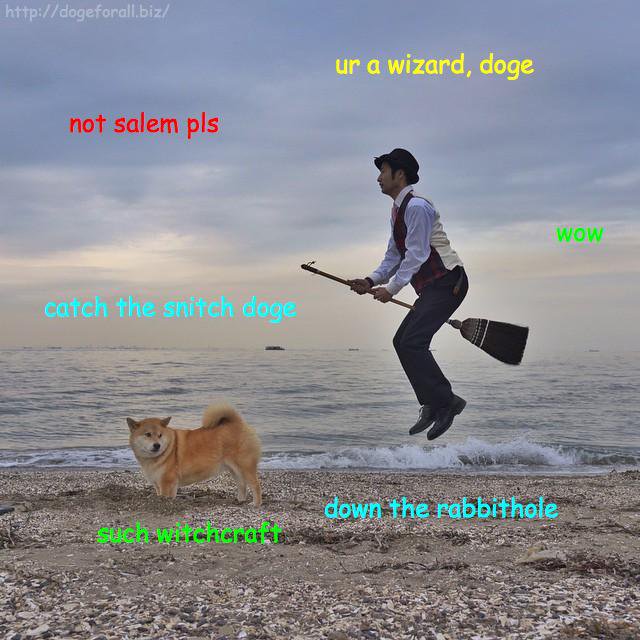 http://dogeforall.biz/
ur a wizard, doge
not salem pls
wow
catch the snitch doge
down the rabbithole
such witchcraft